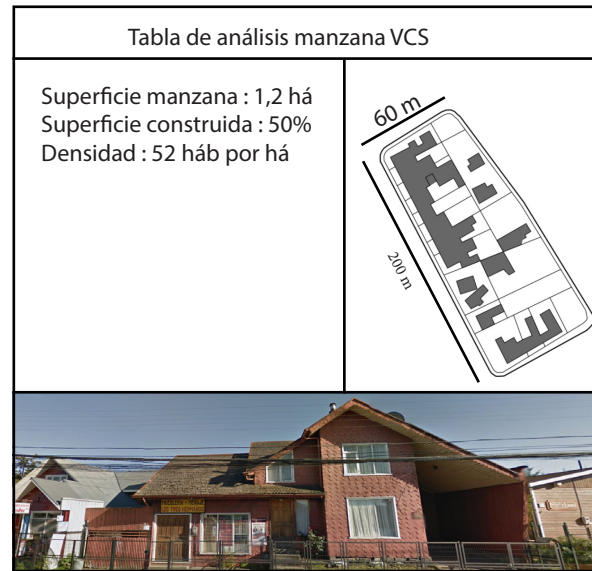 Tabla de análisis manzana VCS
Superficie manzana : 1,2 há
Superficie construida : 50%
Densidad : 52 háb por há
60 m
200 m